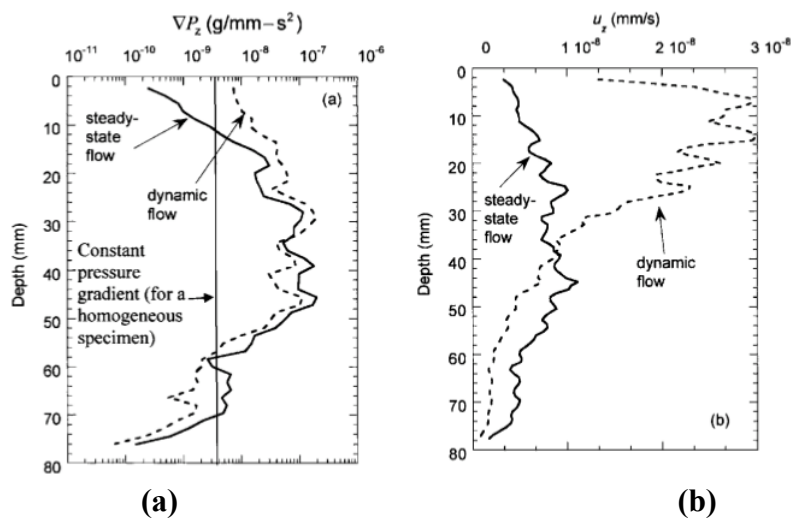 ∇P_z (g/mm–s²)
10⁻¹¹ 10⁻¹⁰ 10⁻⁹ 10⁻⁸ 10⁻⁷ 10⁻⁶
0
10
20
30
40
50
60
70
80
Depth (mm)
(a)
steady-
state
flow
dynamic
flow
Constant
pressure
gradient (for a
homogeneous
specimen)
(a)
u_z (mm/s)
0 1 10⁻⁸ 2 10⁻⁸ 3 10⁻⁸
0
10
20
30
40
50
60
70
80
Depth (mm)
steady-
state
flow
dynamic
flow
(b)
(b)